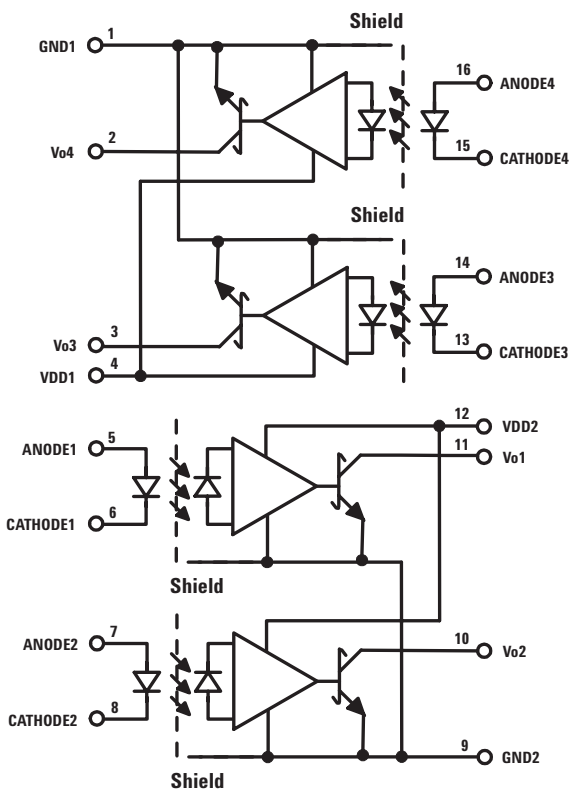 Shield
GND1 1
16 ANODE4
2
Vo4
15 CATHODE4
Shield
14 ANODE3
3
Vo3
13 CATHODE3
4
VDD1
12 VDD2
5
ANODE1
11 Vo1
6
CATHODE1
Shield
7
ANODE2
10 Vo2
8
CATHODE2
9 GND2
Shield